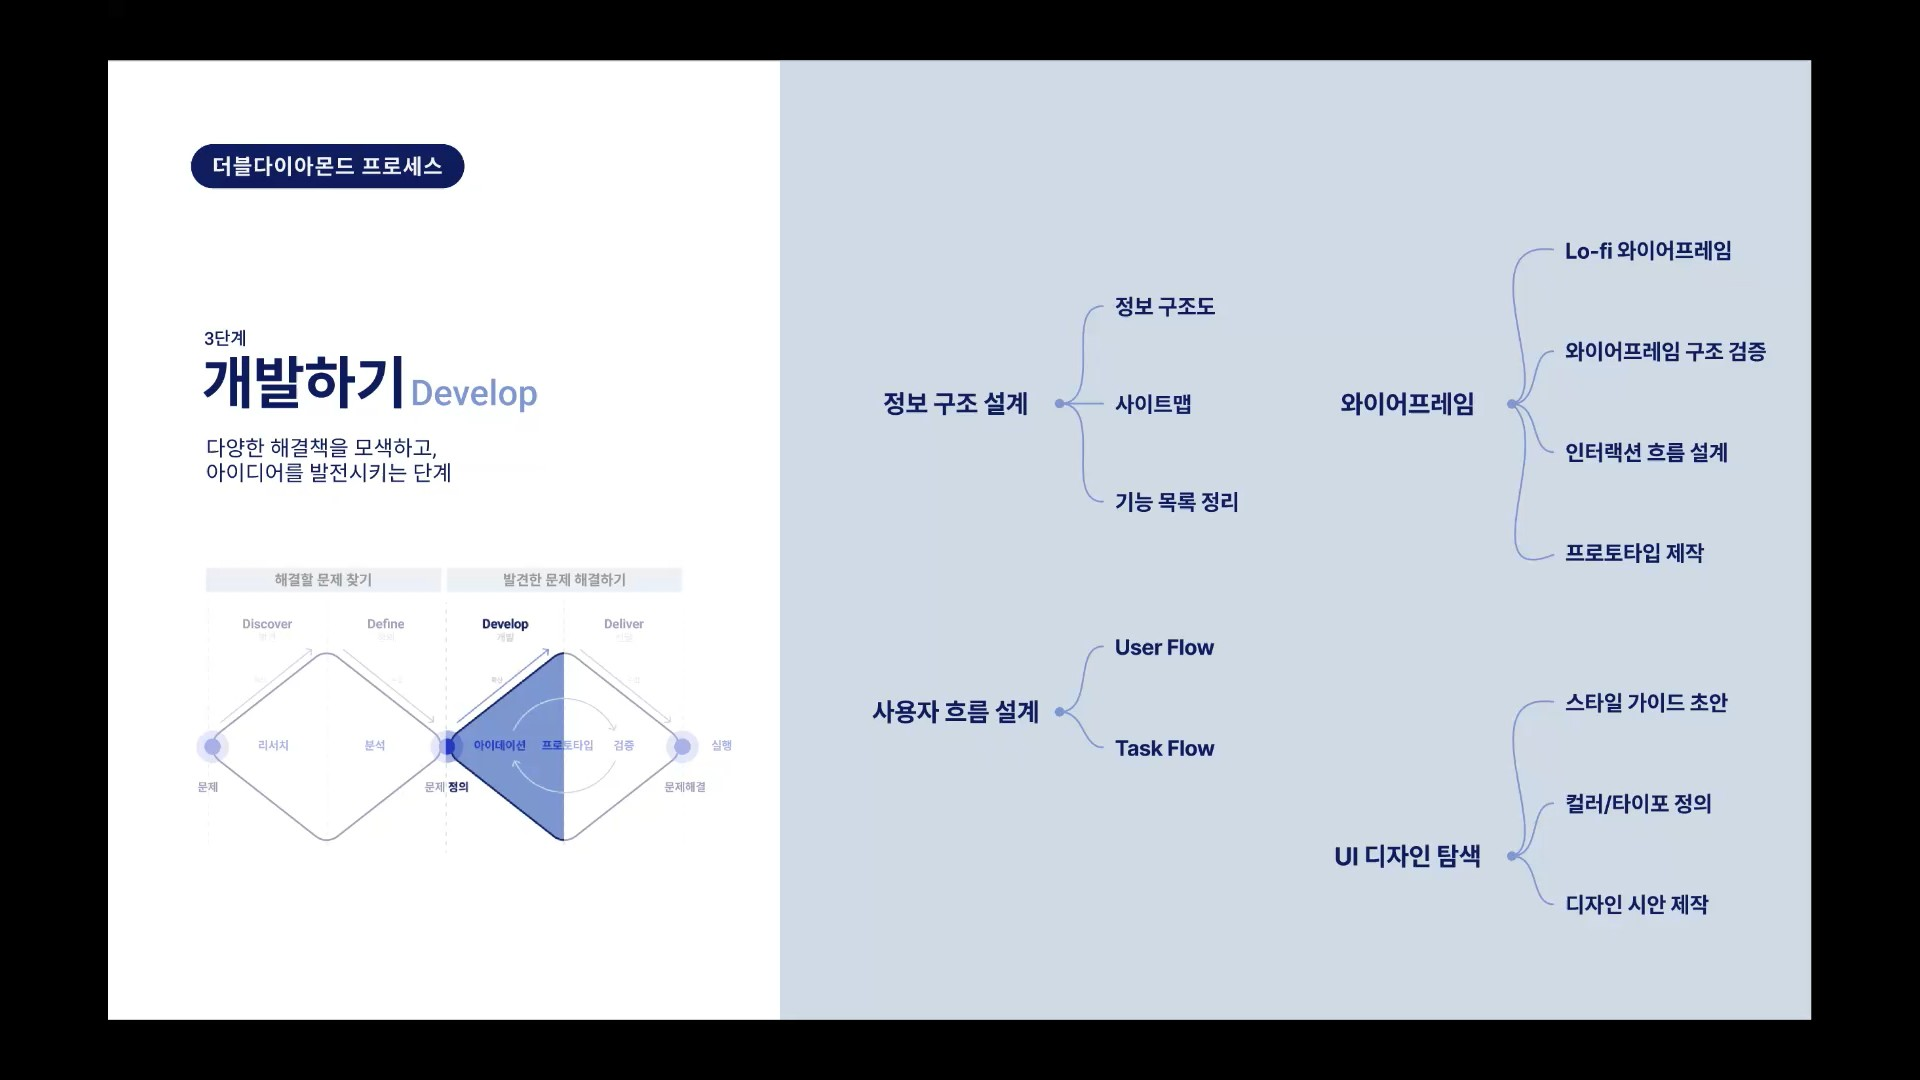 더블다이아몬드 프로세스
3단계
개발하기 Develop
다양한 해결책을 모색하고,
아이디어를 발전시키는 단계
해결할 문제 찾기
발견한 문제 해결하기
Discover
Define
Develop
개발
Deliver
확산
리서치
분석
아이데이션
프로토타입
검증
실행
문제
문제 정의
문제해결
정보 구조 설계
정보 구조도
사이트맵
기능 목록 정리
사용자 흐름 설계
User Flow
Task Flow
와이어프레임
Lo-fi 와이어프레임
와이어프레임 구조 검증
인터랙션 흐름 설계
프로토타입 제작
UI 디자인 탐색
스타일 가이드 초안
컬러/타이포 정의
디자인 시안 제작